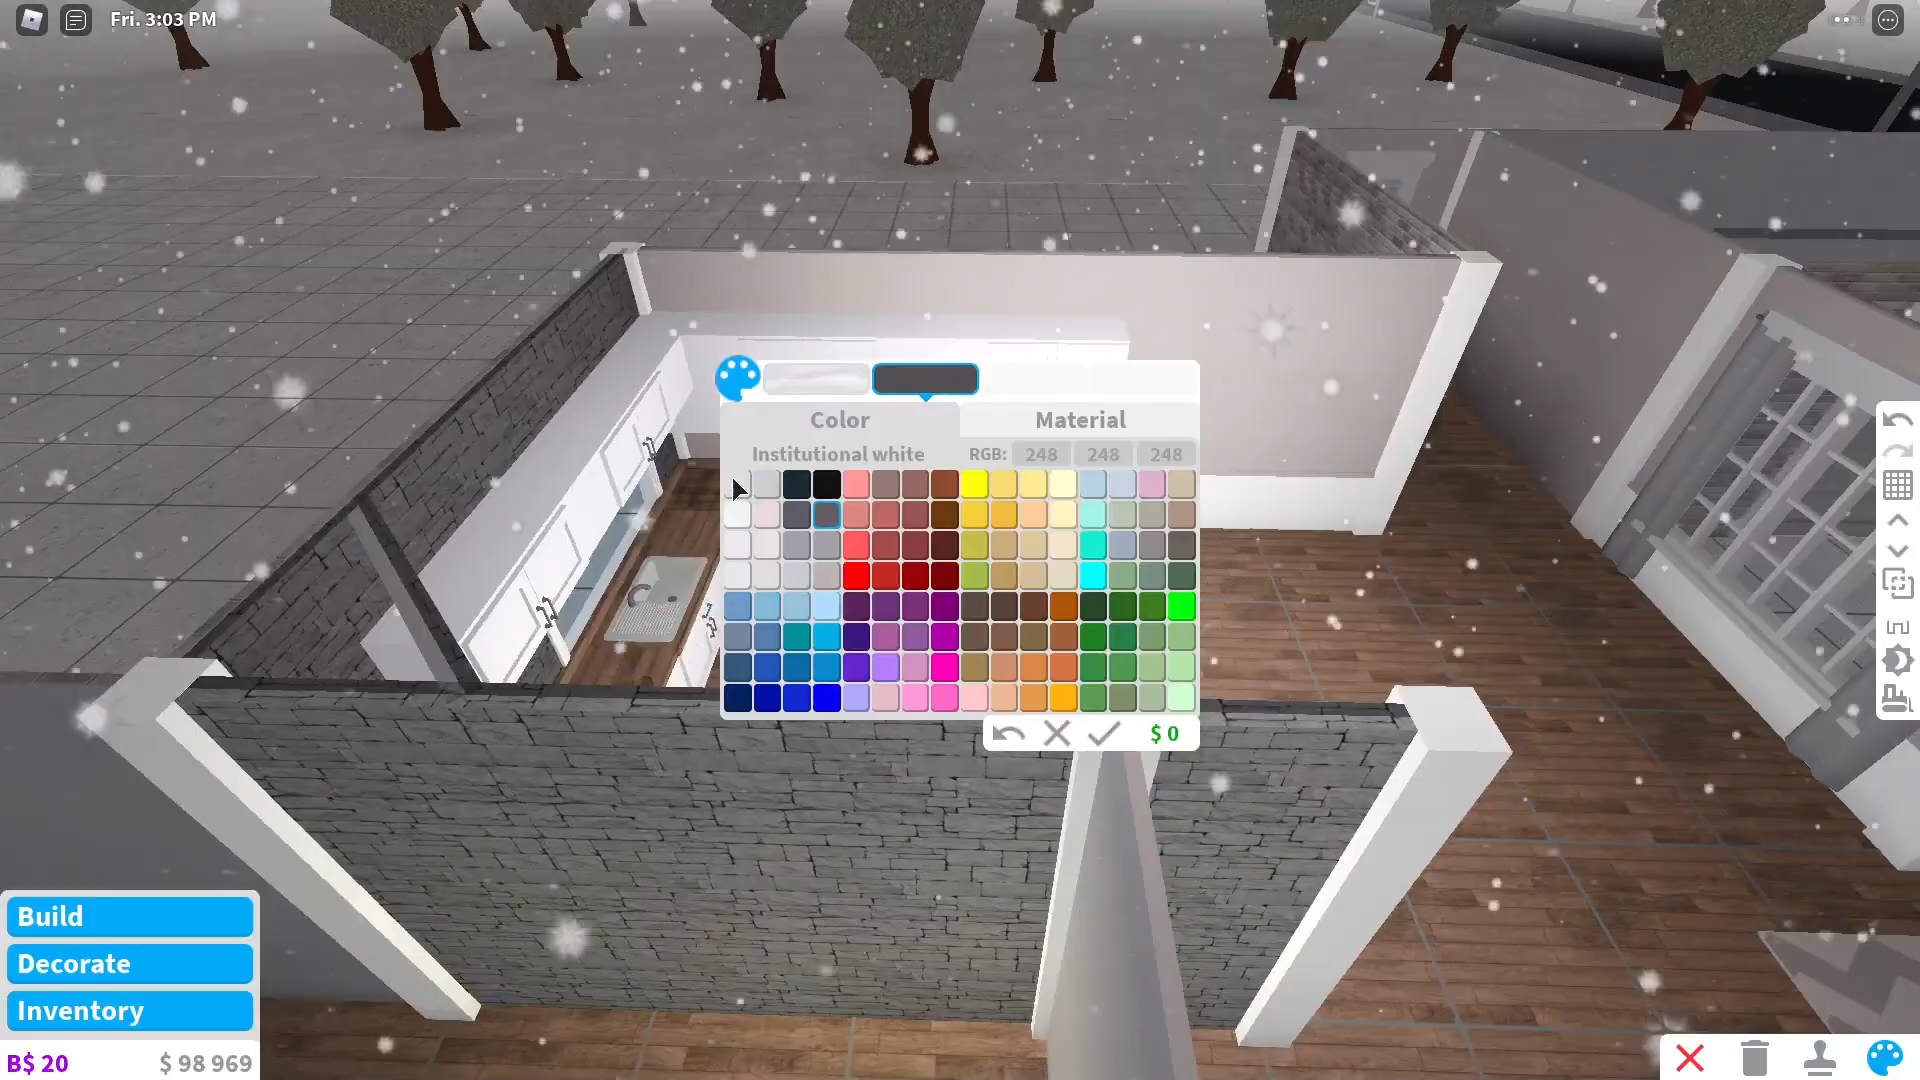 Fri. 3:03 PM
Color
Material
Institutional white
RGB: 248 248 248
$ 0
Build
Decorate
Inventory
B$ 20
$ 98 969